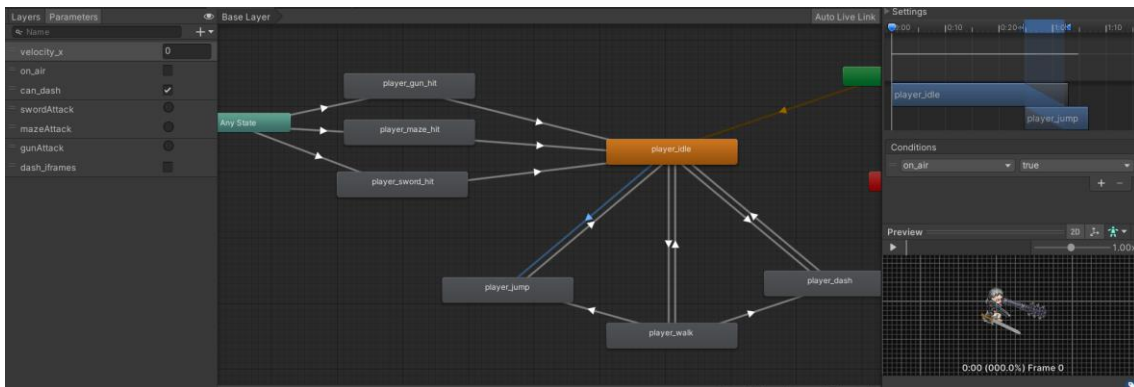 Layers Parameters
Name
velocity_x 0
on_air
can_dash
swordAttack
mazeAttack
gunAttack
dash_iframes
Base Layer
Auto Live Link
Any State
player_gun_hit
player_maze_hit
player_sword_hit
player_idle
player_jump
player_walk
player_dash
Settings
0:00 0:10 0:20 1:10
player_idle
player_jump
Conditions
on_air true
Preview 2D 1.00x
0:00 (000.0%) Frame 0